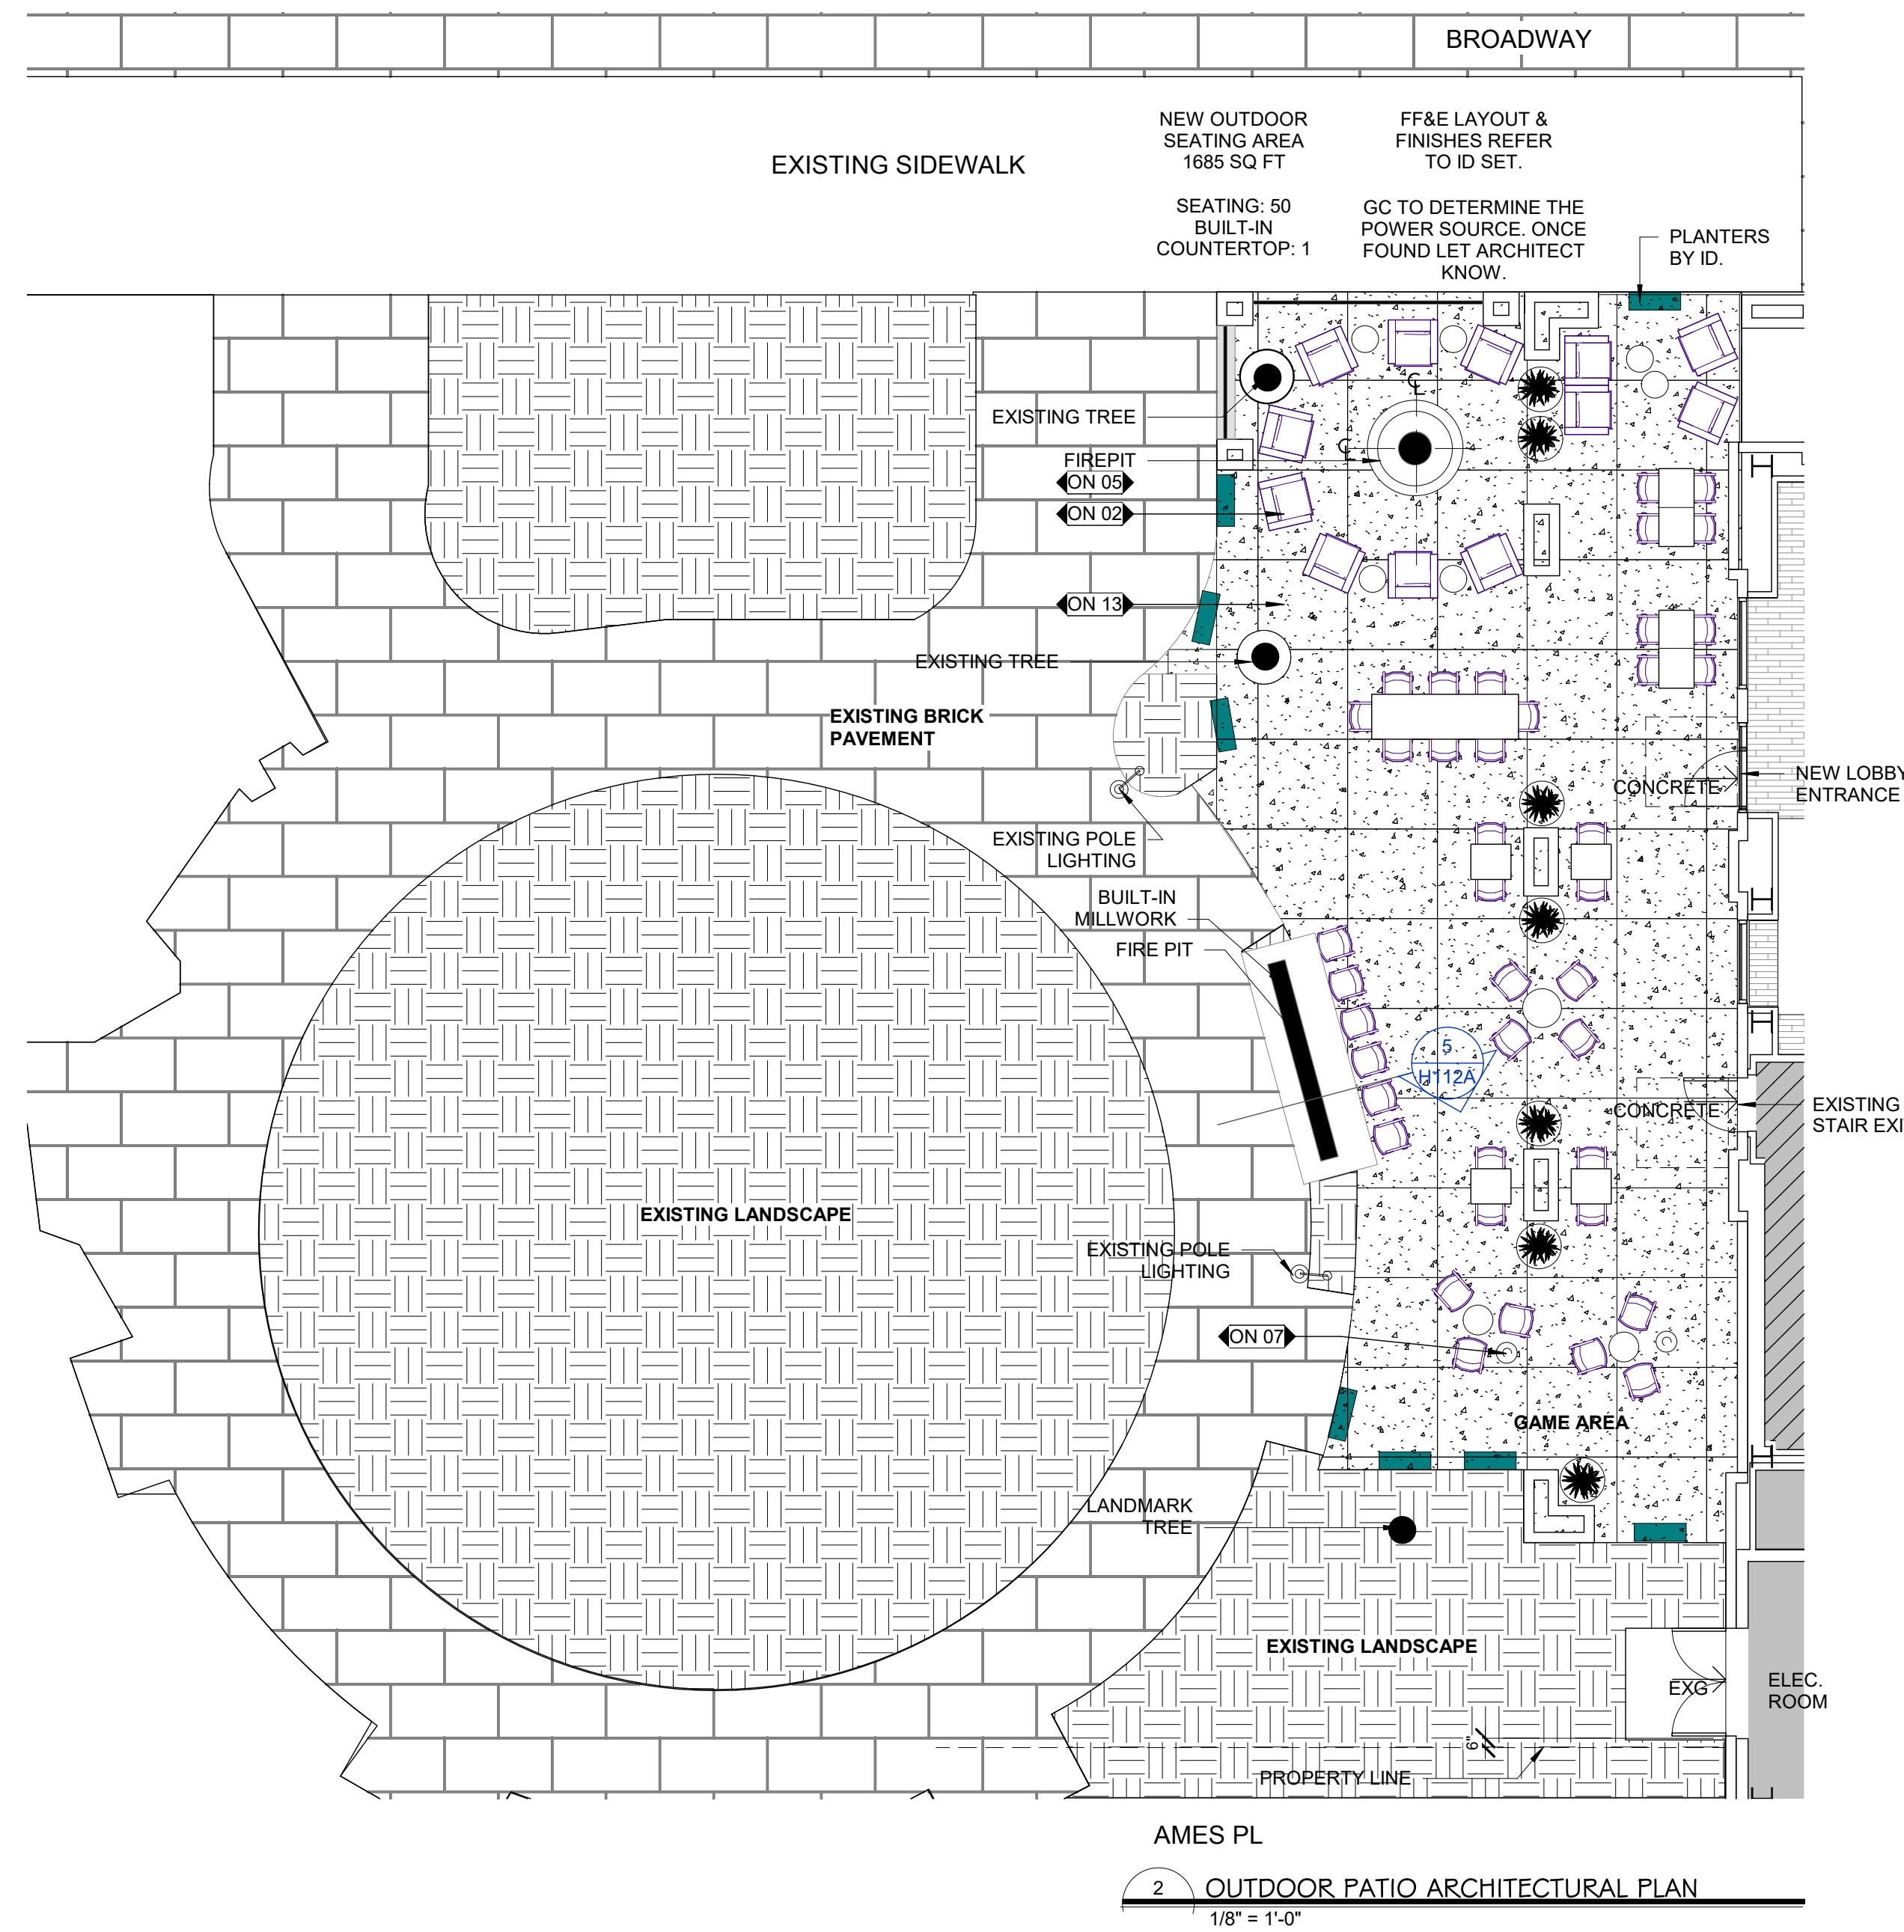 BROADWAY
EXISTING SIDEWALK
NEW OUTDOOR
SEATING AREA
1685 SQ FT
SEATING: 50
BUILT-IN
COUNTERTOP: 1
FF&E LAYOUT &
FINISHES REFER
TO ID SET.
GC TO DETERMINE THE
POWER SOURCE. ONCE
FOUND LET ARCHITECT
KNOW.
PLANTERS
BY ID.
EXISTING TREE
FIREPIT
ON 05
ON 02
ON 13
EXISTING TREE
EXISTING BRICK
PAVEMENT
CONCRETE
NEW LOBBY
ENTRANCE
EXISTING POLE
LIGHTING
BUILT-IN
MILLWORK
FIRE PIT
5
H112A
CONCRETE
EXISTING
STAIR EXI
EXISTING LANDSCAPE
EXISTING POLE
LIGHTING
ON 07
GAME AREA
LANDMARK
TREE
EXISTING LANDSCAPE
EXG
ELEC.
ROOM
6"
PROPERTY LINE
AMES PL
2 OUTDOOR PATIO ARCHITECTURAL PLAN
1/8" = 1'-0"